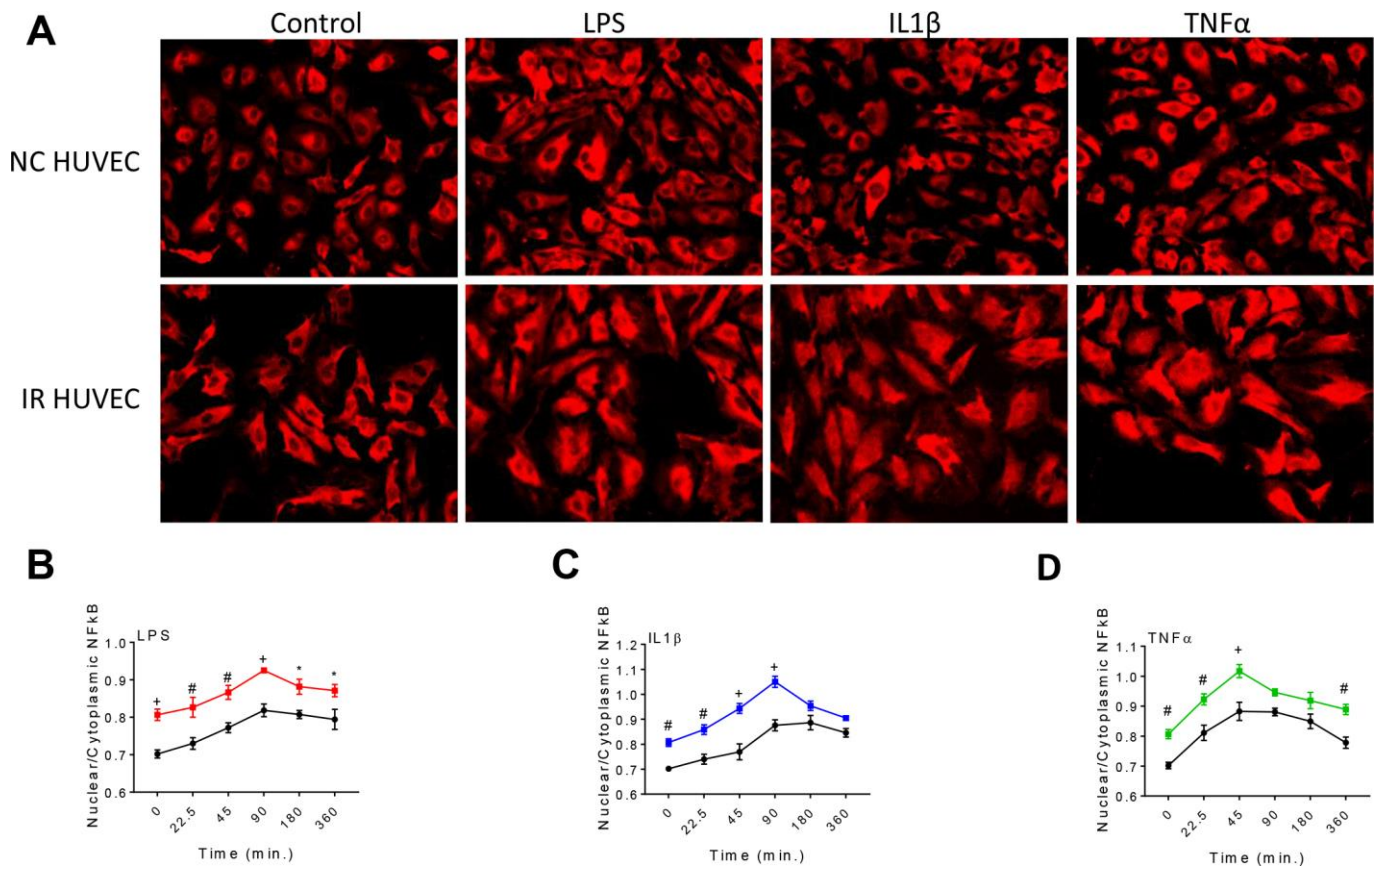 A
Control LPS IL1β TNFα
NC HUVEC
IR HUVEC
B
Nuclear/Cytoplasmic NFkB
LPS
1.0
0.9
0.8
0.7
0.6
+ # # + * *
0 22.5 45 90 180 360
Time (min.)
C
Nuclear/Cytoplasmic NFkB
IL1β
1.2
1.1
1.0
0.9
0.8
0.7
0.6
# # + +
0 22.5 45 90 180 360
Time (min.)
D
Nuclear/Cytoplasmic NFkB
TNFα
1.1
1.0
0.9
0.8
0.7
0.6
# # + #
0 22.5 45 90 180 360
Time (min.)